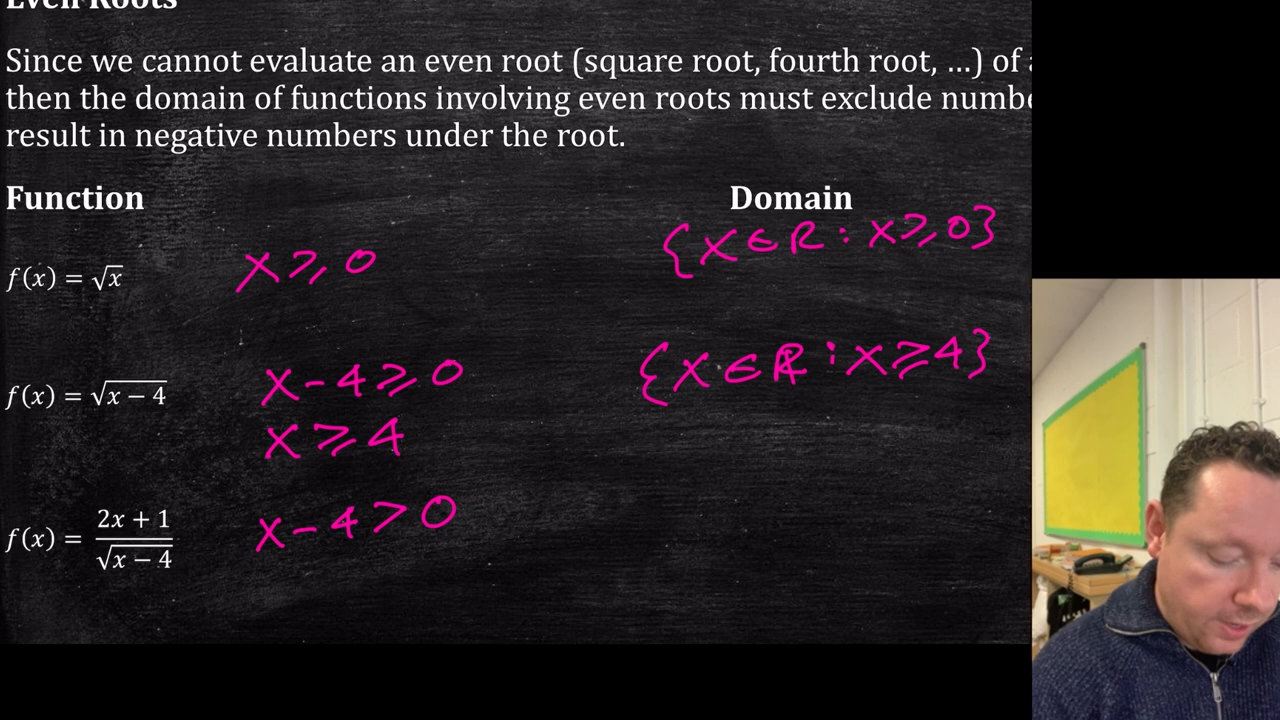 Even Roots
Since we cannot evaluate an even root (square root, fourth root, …) of
then the domain of functions involving even roots must exclude numbe
result in negative numbers under the root.
Function Domain
f(x) = √x x ⩾ 0 {x ∈ R : x ⩾ 0}
f(x) = √(x − 4) x − 4 ⩾ 0 {x ∈ ℝ : x ⩾ 4}
x ⩾ 4
f(x) = (2x + 1)/√(x − 4) x − 4 > 0